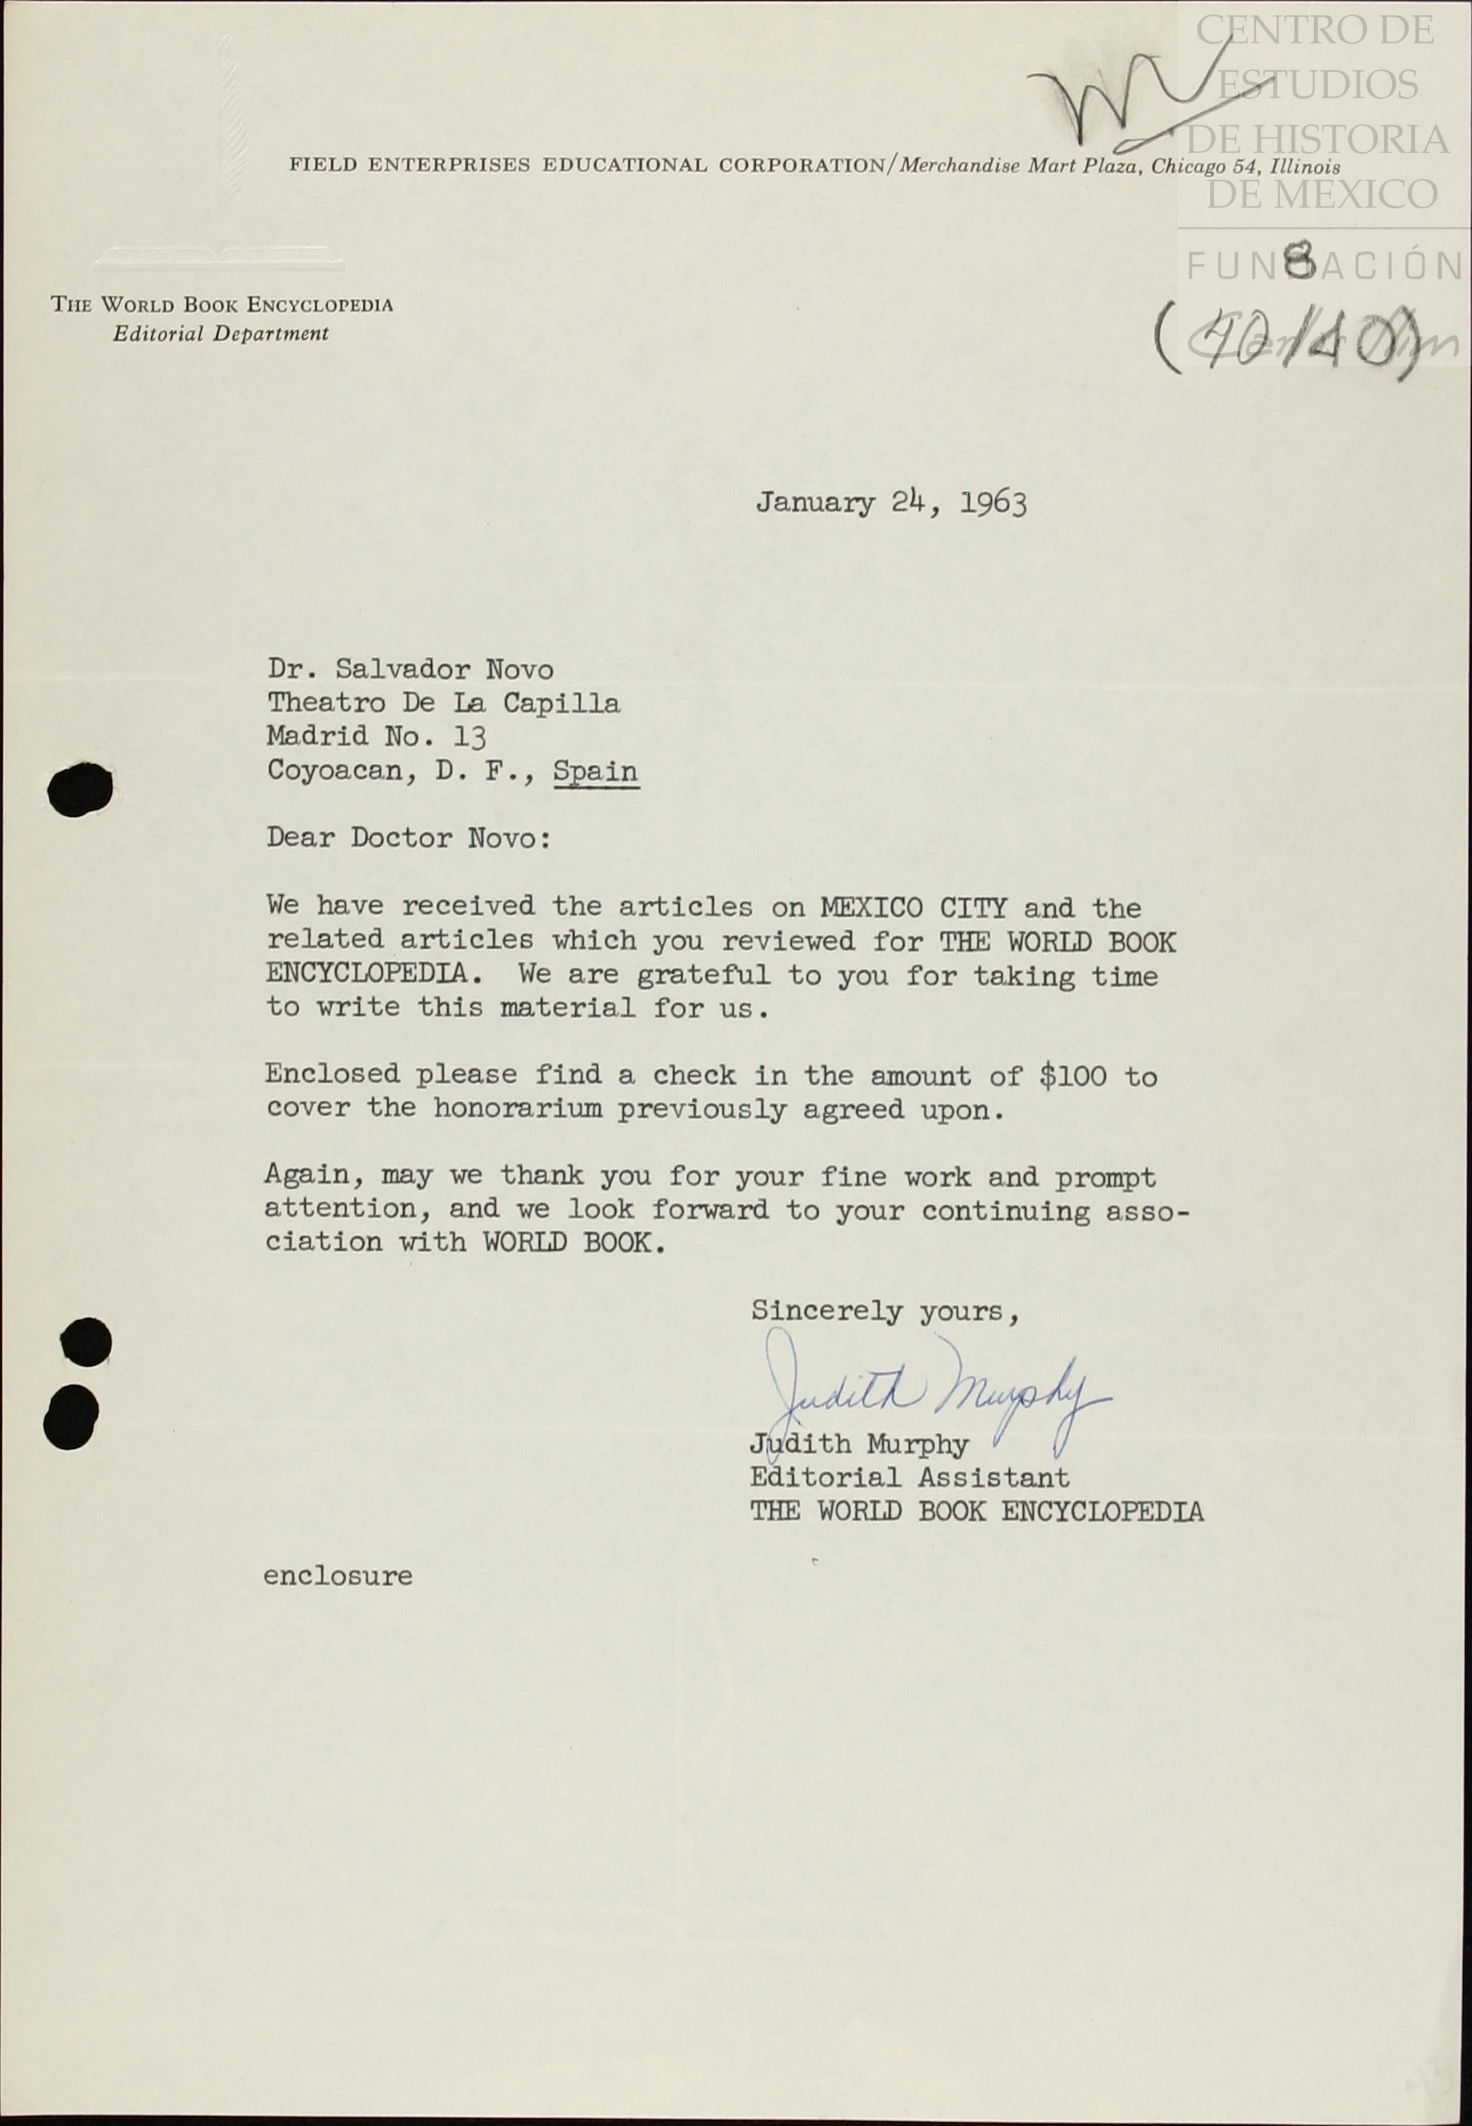 CENTRO DE
ESTUDIOS
DE HISTORIA
DE MEXICO
FIELD ENTERPRISES EDUCATIONAL CORPORATION/Merchandise Mart Plaza, Chicago 54, Illinois
FUNDACIÓN
8
Carlos Slim
(40/40)
THE WORLD BOOK ENCYCLOPEDIA
Editorial Department
January 24, 1963
Dr. Salvador Novo
Theatro De La Capilla
Madrid No. 13
Coyoacan, D. F., Spain
Dear Doctor Novo:
We have received the articles on MEXICO CITY and the
related articles which you reviewed for THE WORLD BOOK
ENCYCLOPEDIA. We are grateful to you for taking time
to write this material for us.
Enclosed please find a check in the amount of $100 to
cover the honorarium previously agreed upon.
Again, may we thank you for your fine work and prompt
attention, and we look forward to your continuing asso-
ciation with WORLD BOOK.
Sincerely yours,
Judith Murphy
Judith Murphy
Editorial Assistant
THE WORLD BOOK ENCYCLOPEDIA
enclosure